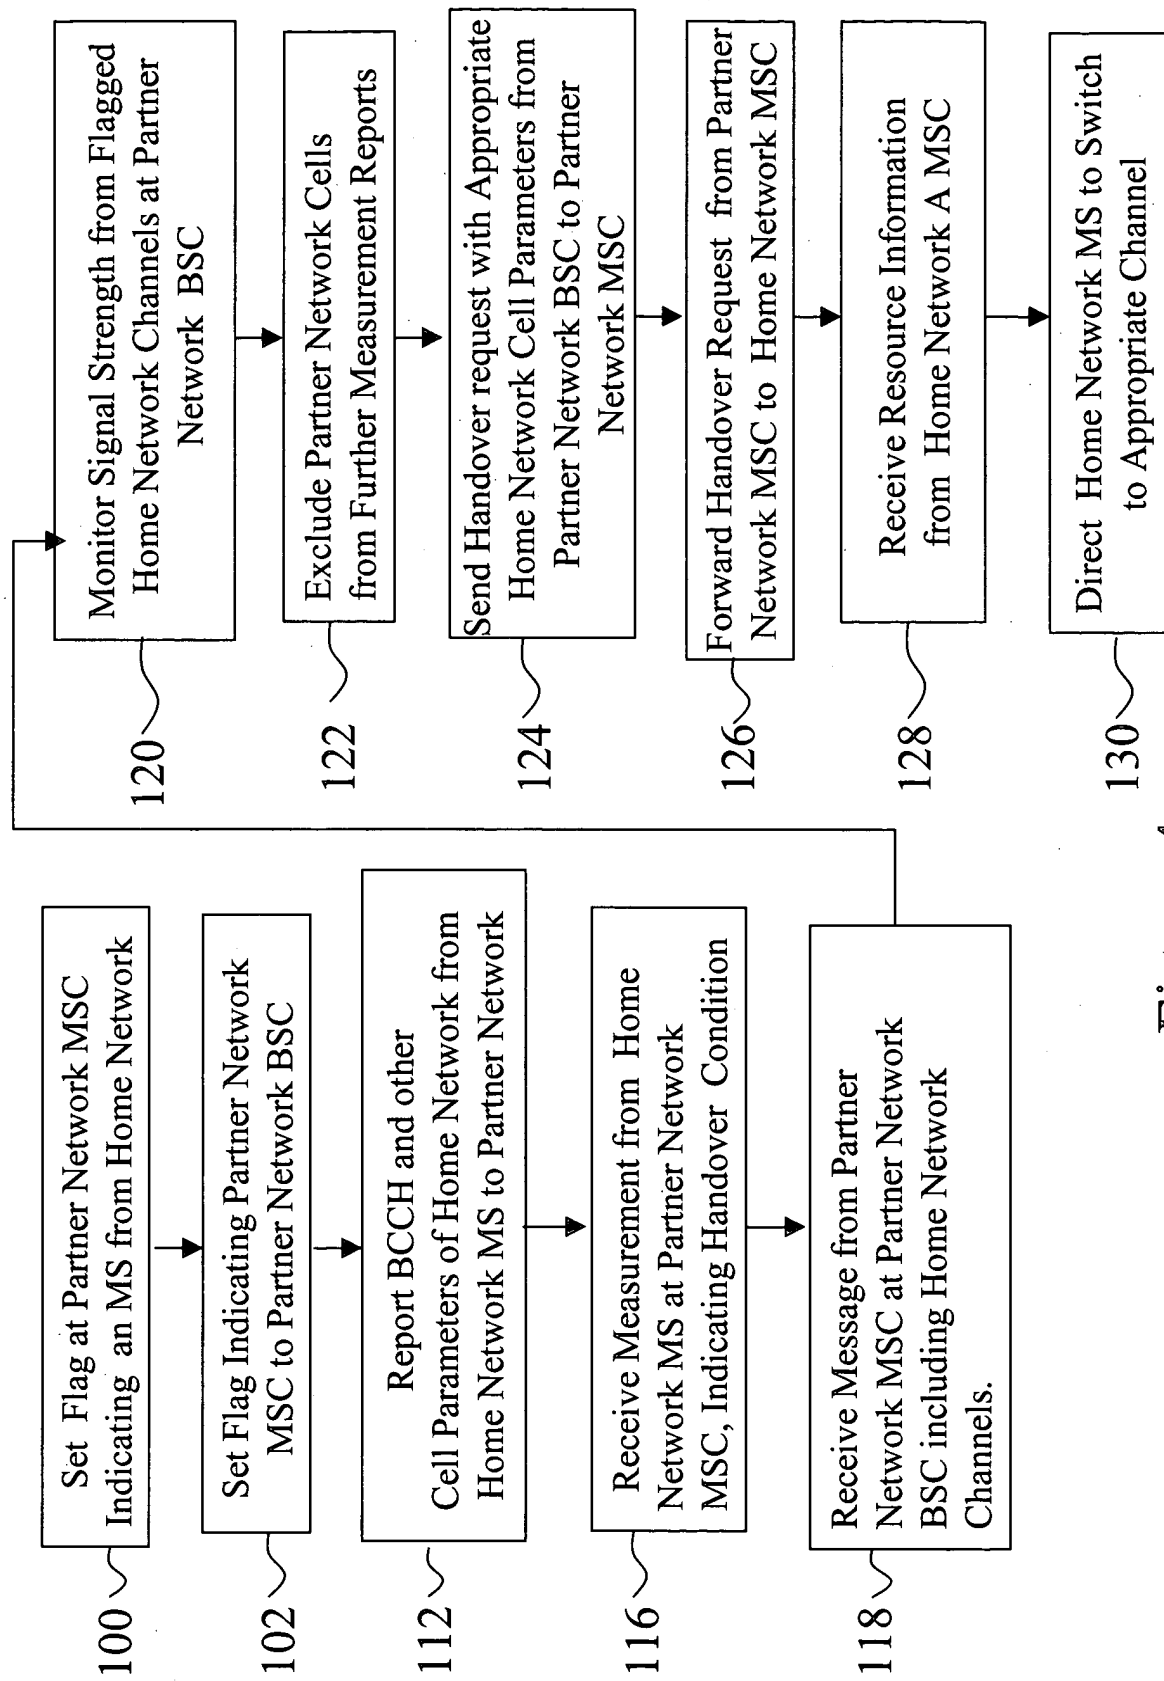 100
Set Flag at Partner Network MSC
Indicating an MS from Home Network
102
Set Flag Indicating Partner Network
MSC to Partner Network BSC
112
Report BCCH and other
Cell Parameters of Home Network from
Home Network MS to Partner Network
116
Receive Measurement from Home
Network MS at Partner Network
MSC, Indicating Handover Condition
118
Receive Message from Partner
Network MSC at Partner Network
BSC including Home Network
Channels.
120
Monitor Signal Strength from Flagged
Home Network Channels at Partner
Network BSC
122
Exclude Partner Network Cells
from Further Measurement Reports
124
Send Handover request with Appropriate
Home Network Cell Parameters from
Partner Network BSC to Partner
Network MSC
126
Forward Handover Request from Partner
Network MSC to Home Network MSC
128
Receive Resource Information
from Home Network A MSC
130
Direct Home Network MS to Switch
to Appropriate Channel